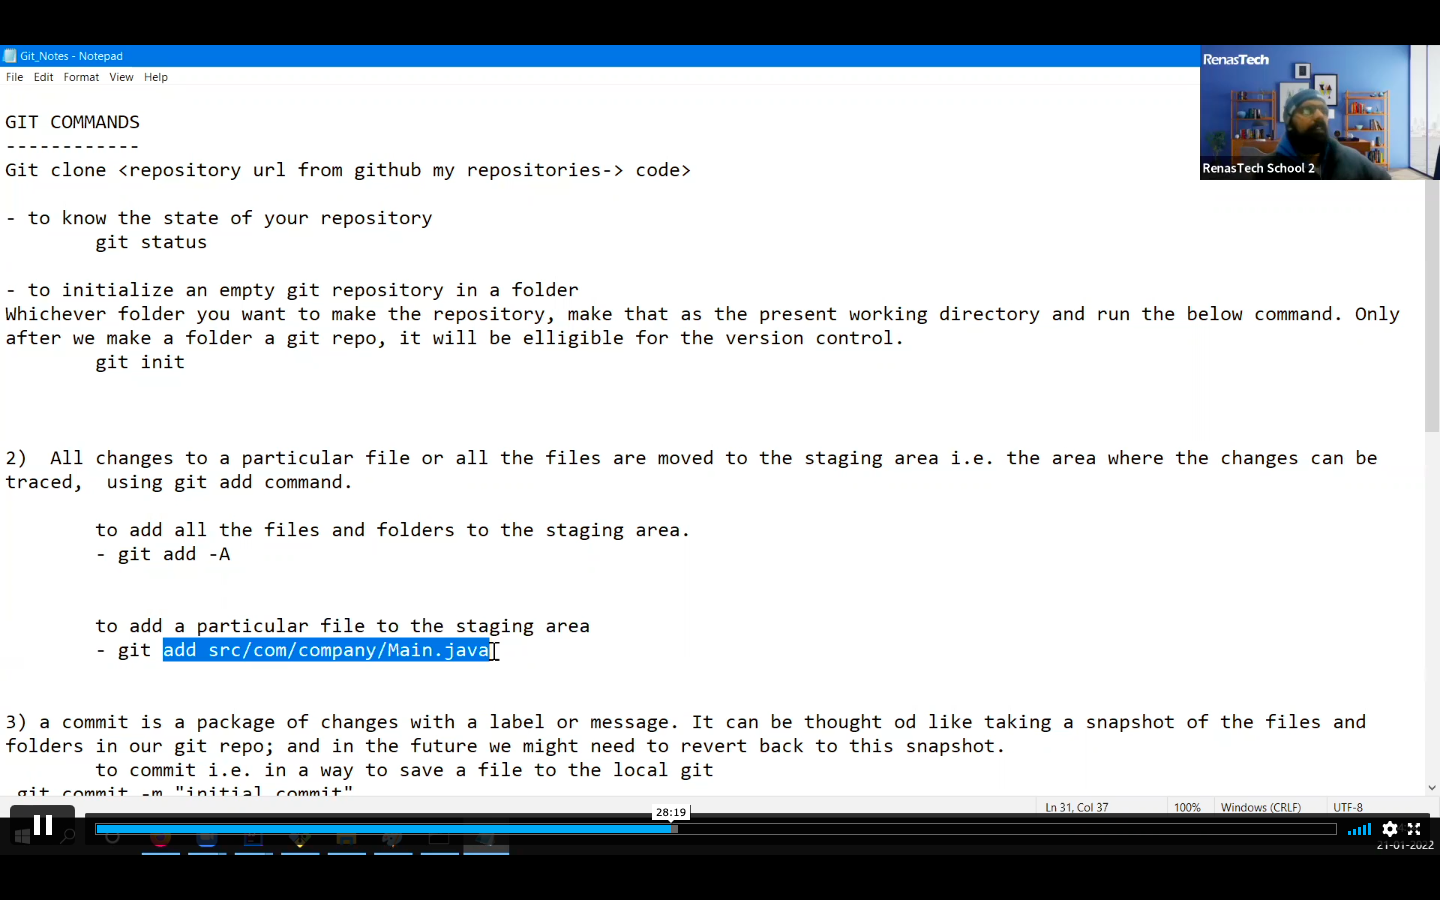 Git_Notes - Notepad
File Edit Format View Help
RenasTech
RenasTech School 2
GIT COMMANDS
------------
Git clone <repository url from github my repositories-> code>
- to know the state of your repository
git status
- to initialize an empty git repository in a folder
Whichever folder you want to make the repository, make that as the present working directory and run the below command. Only
after we make a folder a git repo, it will be elligible for the version control.
git init
2) All changes to a particular file or all the files are moved to the staging area i.e. the area where the changes can be
traced, using git add command.
to add all the files and folders to the staging area.
- git add -A
to add a particular file to the staging area
- git add src/com/company/Main.java
3) a commit is a package of changes with a label or message. It can be thought od like taking a snapshot of the files and
folders in our git repo; and in the future we might need to revert back to this snapshot.
to commit i.e. in a way to save a file to the local git
git commit -m "initial commit"
Ln 31, Col 37 100% Windows (CRLF) UTF-8
28:19
21-01-2022